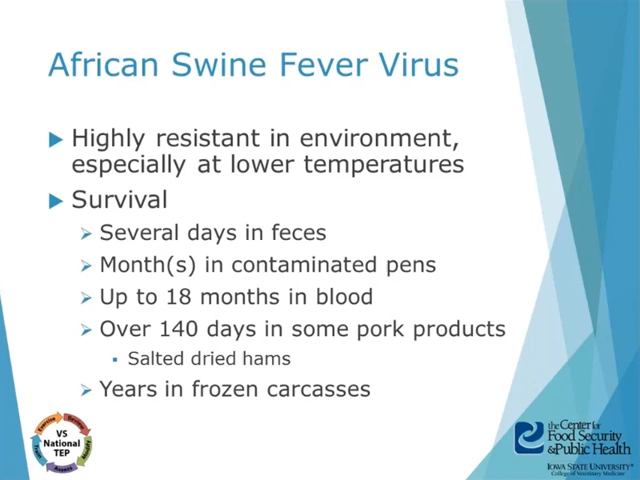 African Swine Fever Virus
Highly resistant in environment,
especially at lower temperatures
Survival
Several days in feces
Month(s) in contaminated pens
Up to 18 months in blood
Over 140 days in some pork products
Salted dried hams
Years in frozen carcasses
Exercise
VS
National
TEP
Assess
the Center for
Food Security
&Public Health
IOWA STATE UNIVERSITY®
College of Veterinary Medicine